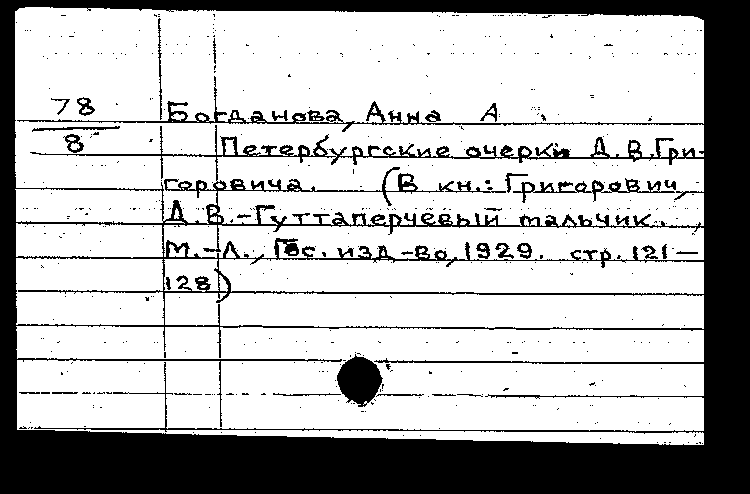 78 Богданова, Анна А
8 Петербургские очерки Д.В.Гри-
горовича. (В кн.: Григорович,
Д.В.-Гуттаперчевый мальчик.
М.-Л., Гос. изд-во, 1929. стр. 121—
128)